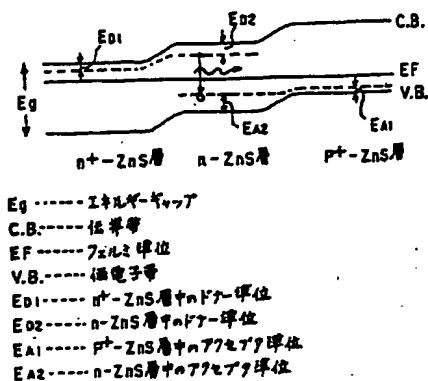 ED1
ED2
C.B.
Eg
EF
V.B.
EA2
EA1
n+-ZnS層
n-ZnS層
P+-ZnS層
Eg ------ エネルギーギャップ
C.B.----- 伝導帯
EF ------ フェルミ準位
V.B.----- 価電子帯
ED1----- n+-ZnS層中のドナー準位
ED2----- n-ZnS層中のドナー準位
EA1----- P+-ZnS層中のアクセプタ準位
EA2----- n-ZnS層中のアクセプタ準位